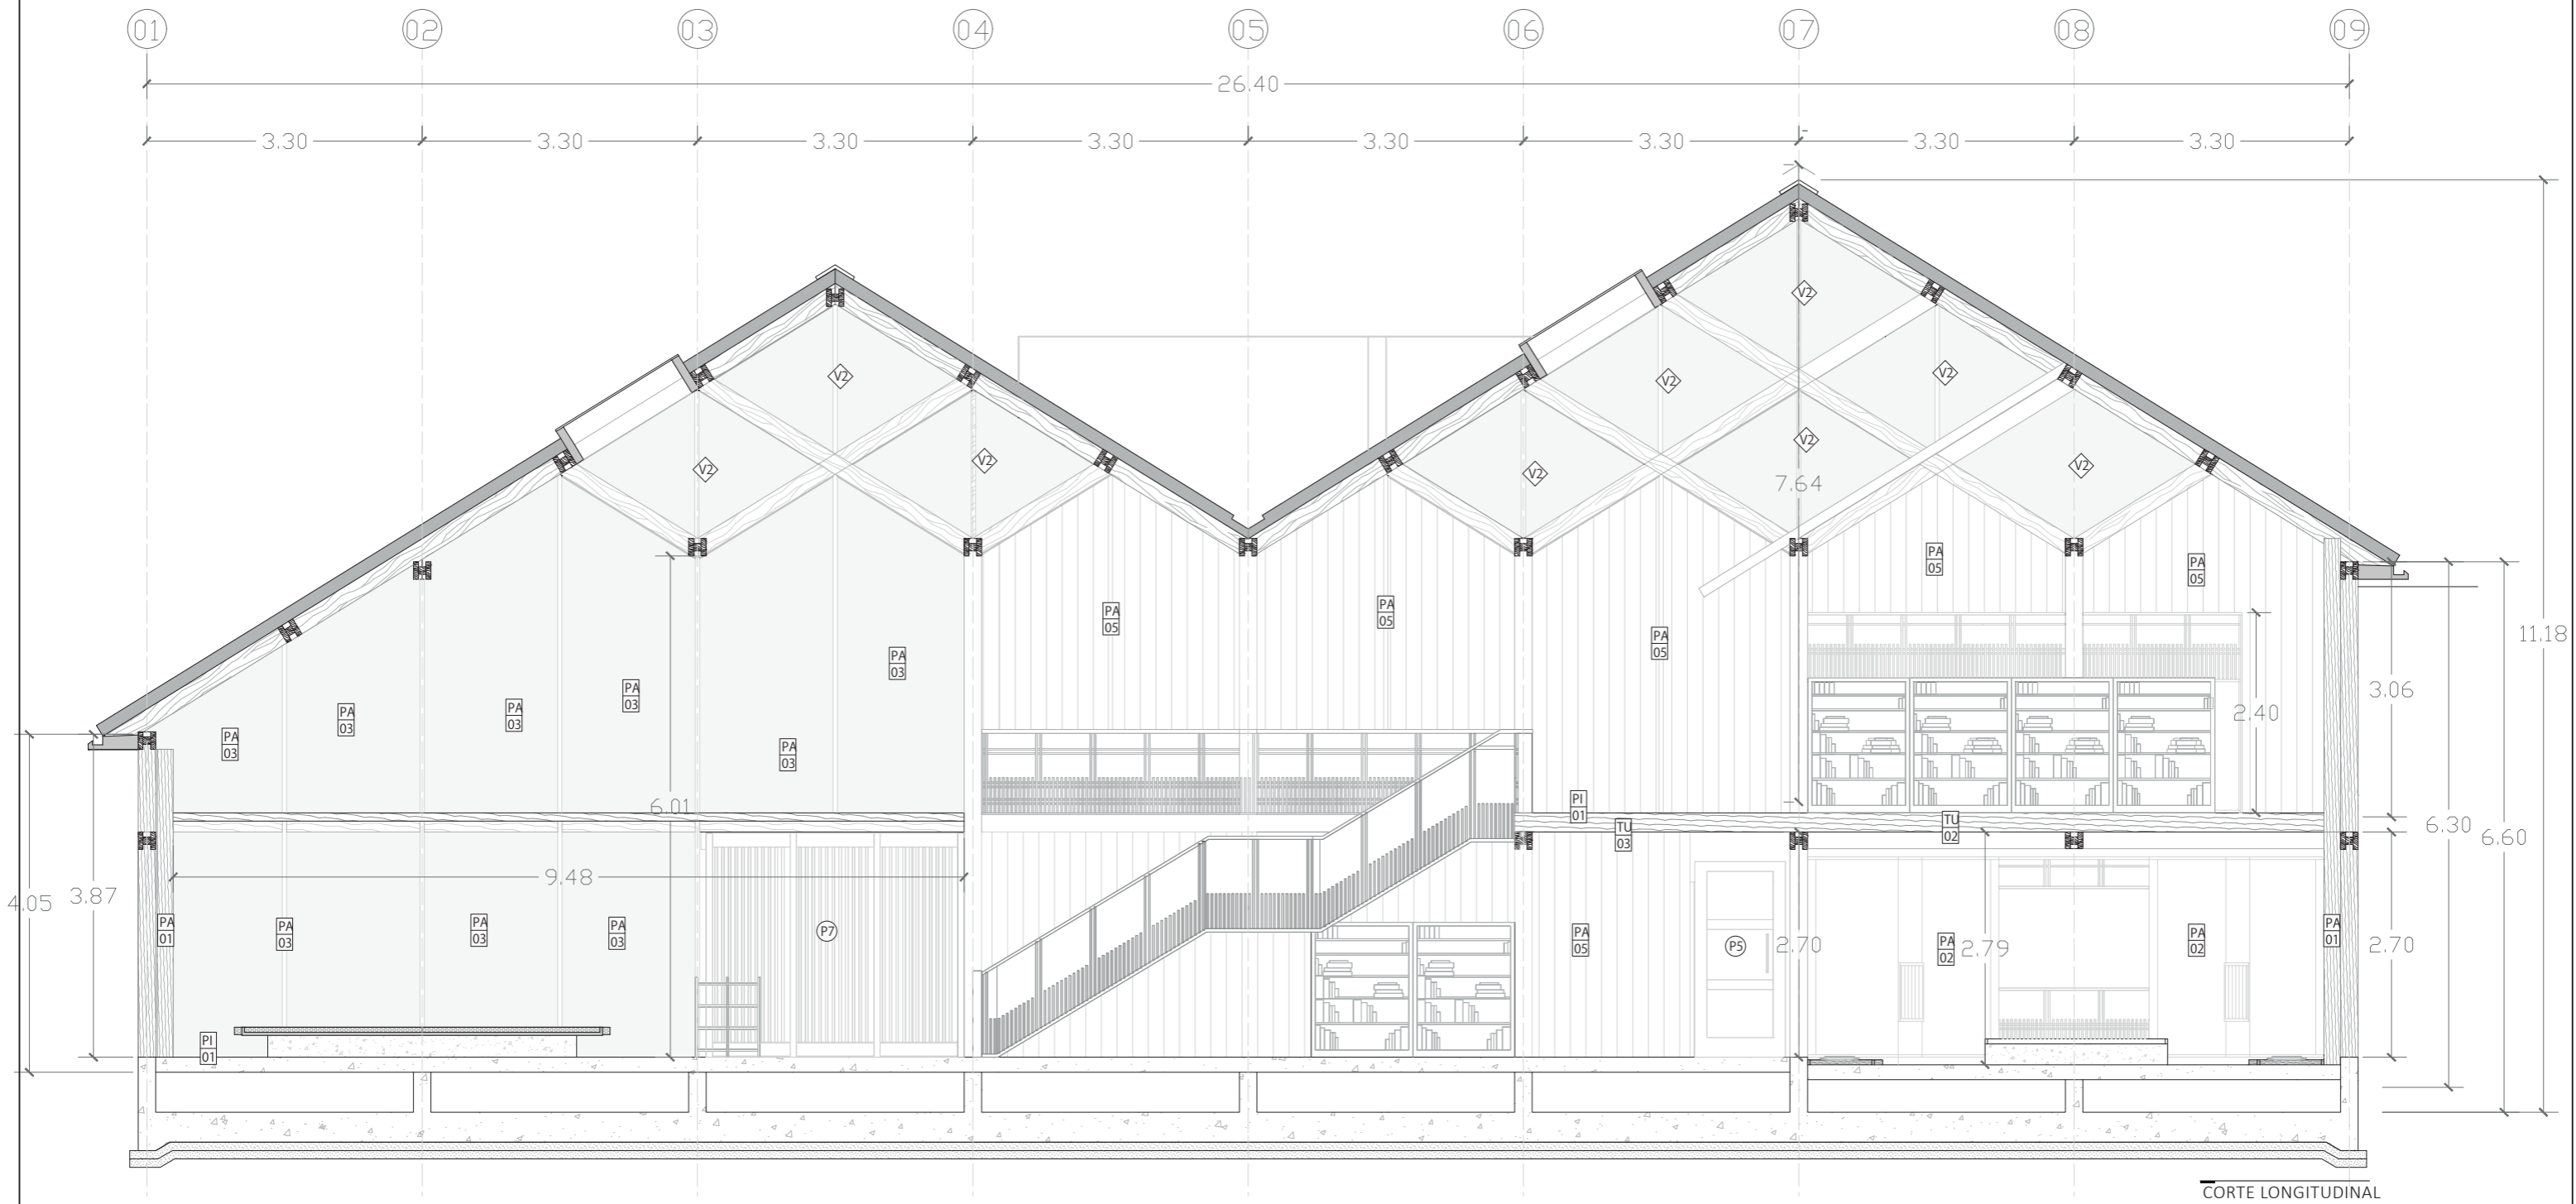 01 02 03 04 05 06 07 08 09
26.40
3.30 3.30 3.30 3.30 3.30 3.30 3.30 3.30
V2
V2 V2 V2
V2
V2 V2 V2 V2
7.64
PA 05
PA 05
PA 05
PA 05
PA 05
11.18
PA 03
PA 03
PA 03
PA 03
PA 03
PA 03
3.06
2.40
6.01
PI 01
TU 03
TU 02
6.30
6.60
9.48
4.05
3.87
PA 01
PA 03
PA 03
PA 03
P7
PA 05
P5
2.70
PA 02
2.79
PA 02
PA 01
2.70
PI 01
CORTE LONGITUDINAL